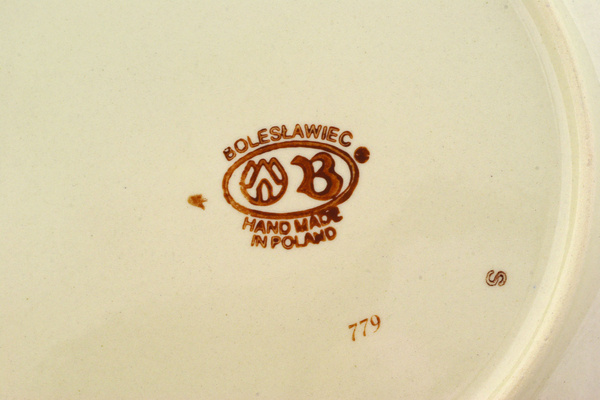 BOLESŁAWIEC
B
HAND MADE
IN POLAND
S
779